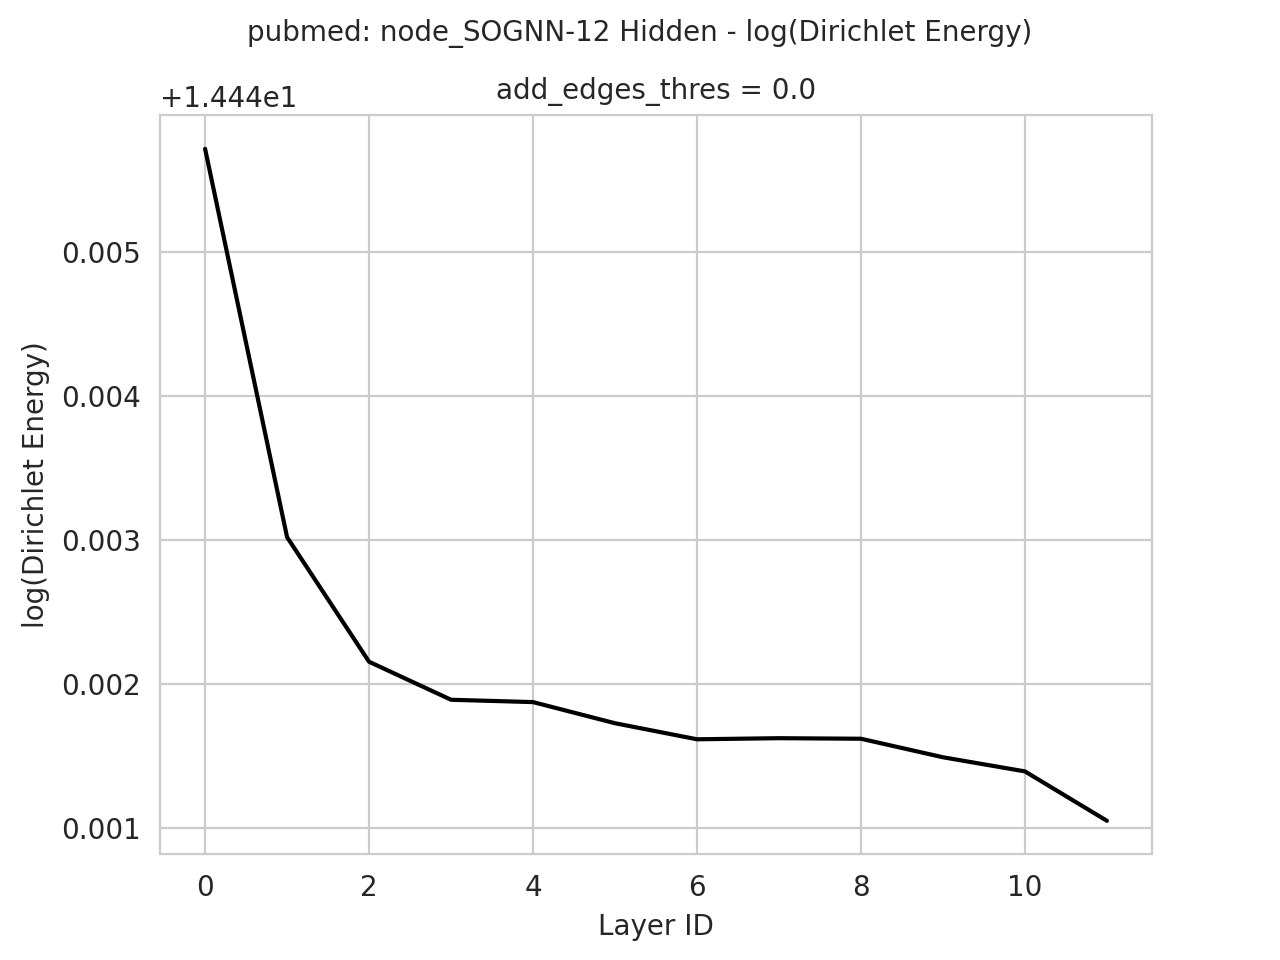 pubmed: node_SOGNN-12 Hidden - log(Dirichlet Energy)
add_edges_thres = 0.0
+1.444e1
0.005
0.004
0.003
0.002
0.001
log(Dirichlet Energy)
0 2 4 6 8 10
Layer ID